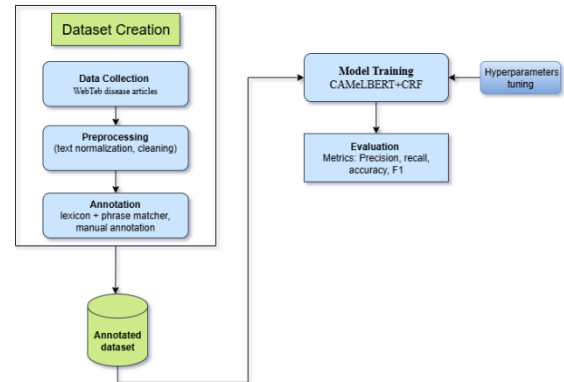 Dataset Creation
Data Collection
WebTeb disease articles
Preprocessing
(text normalization, cleaning)
Annotation
lexicon + phrase matcher,
manual annotation
Annotated
dataset
Model Training
CAMeLBERT+CRF
Hyperparameters
tuning
Evaluation
Metrics: Precision, recall,
accuracy, F1